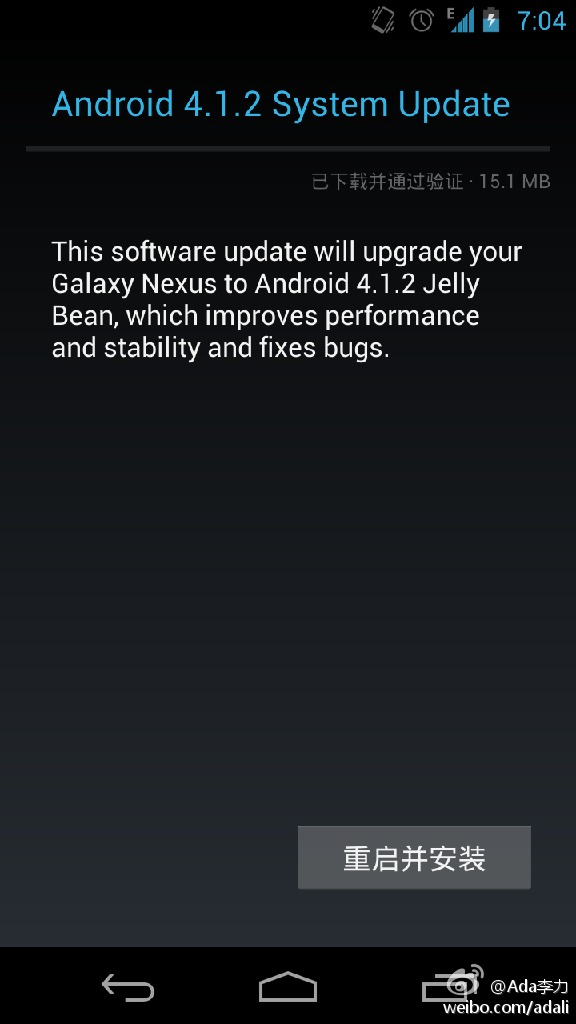 E 7:04
Android 4.1.2 System Update
已下载并通过验证 · 15.1 MB
This software update will upgrade your
Galaxy Nexus to Android 4.1.2 Jelly
Bean, which improves performance
and stability and fixes bugs.
重启并安装
@Ada李力
weibo.com/adali